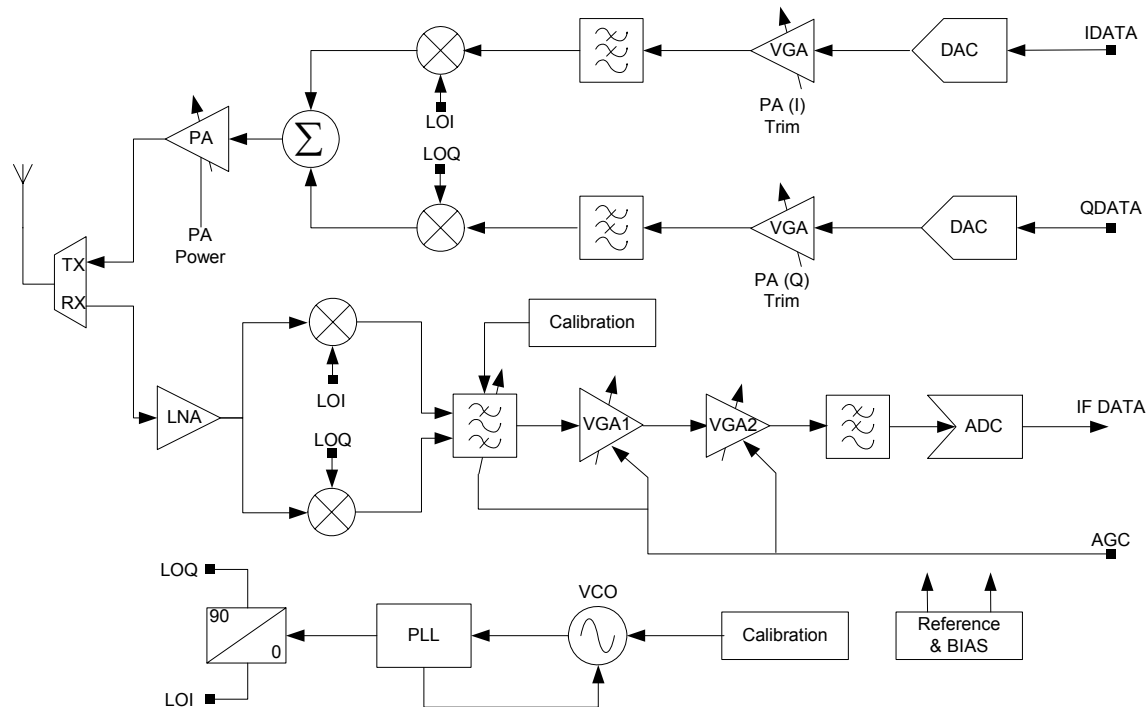 IDATA
DAC
VGA
PA (I)
Trim
LOI
PA
Σ
LOQ
PA
Power
QDATA
DAC
VGA
PA (Q)
Trim
TX
RX
Calibration
LNA
LOI
LOQ
VGA1
VGA2
ADC
IF DATA
AGC
LOQ
90
0
LOI
PLL
VCO
Calibration
Reference
& BIAS